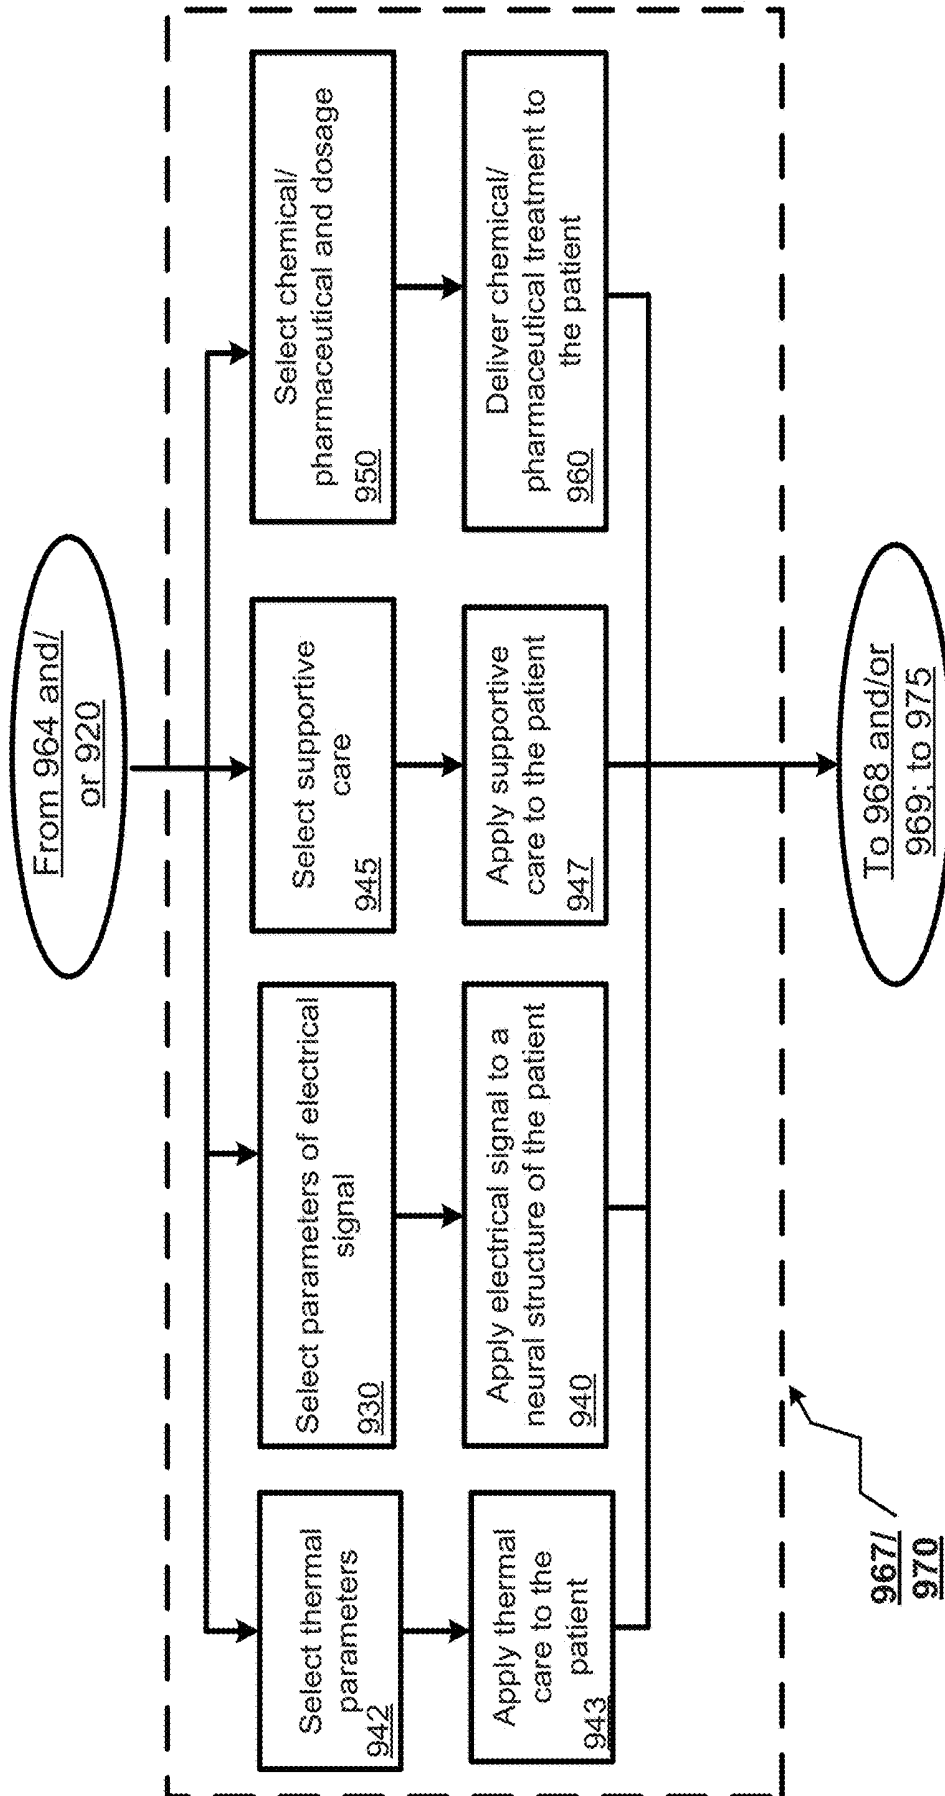 From 964 and/
or 920
Select thermal
parameters
942
Select parameters of electrical
signal
930
Select supportive
care
945
Select chemical/
pharmaceutical and dosage
950
Apply thermal
care to the
patient
943
Apply electrical signal to a
neural structure of the patient
940
Apply supportive
care to the patient
947
Deliver chemical/
pharmaceutical treatment to
the patient
960
967/
970
To 968 and/or
969; to 975